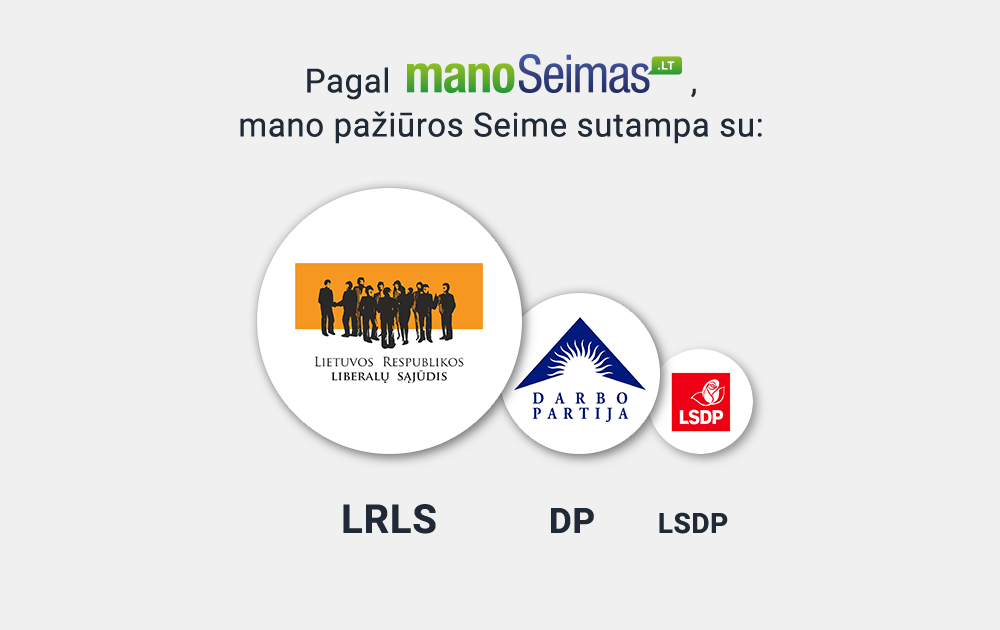 Pagal manoSeimas.LT ,
mano pažiūros Seime sutampa su:
LIETUVOS RESPUBLIKOS
LIBERALŲ SĄJŪDIS
DARBO
PARTIJA
LSDP
LRLS
DP
LSDP